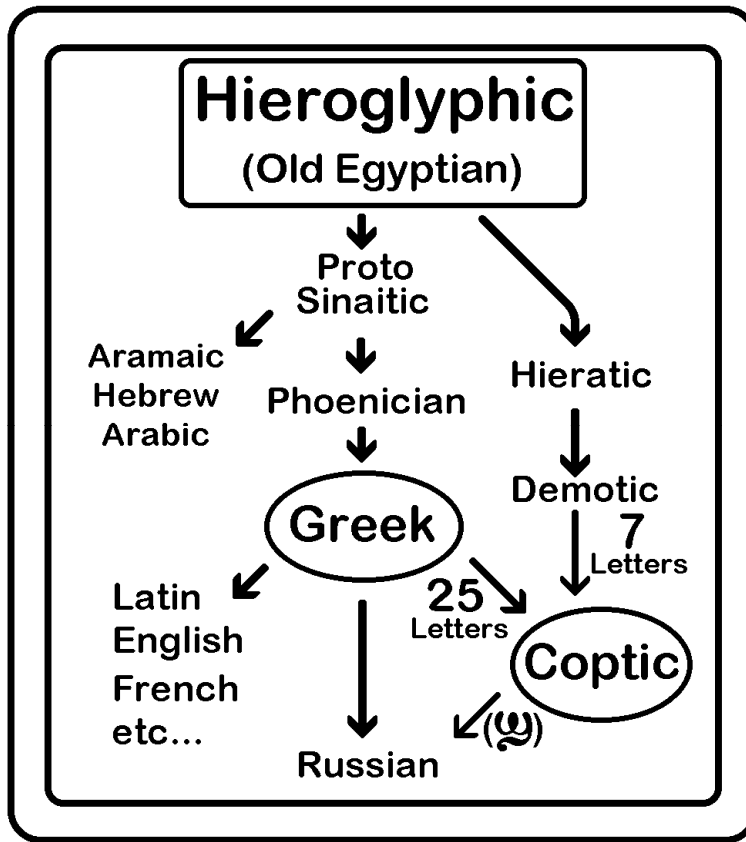 Hieroglyphic
(Old Egyptian)
Proto
Sinaitic
Aramaic
Hebrew
Arabic
Phoenician
Hieratic
Demotic
7
Letters
Greek
25
Letters
Coptic
Latin
English
French
etc...
(ϣ)
Russian